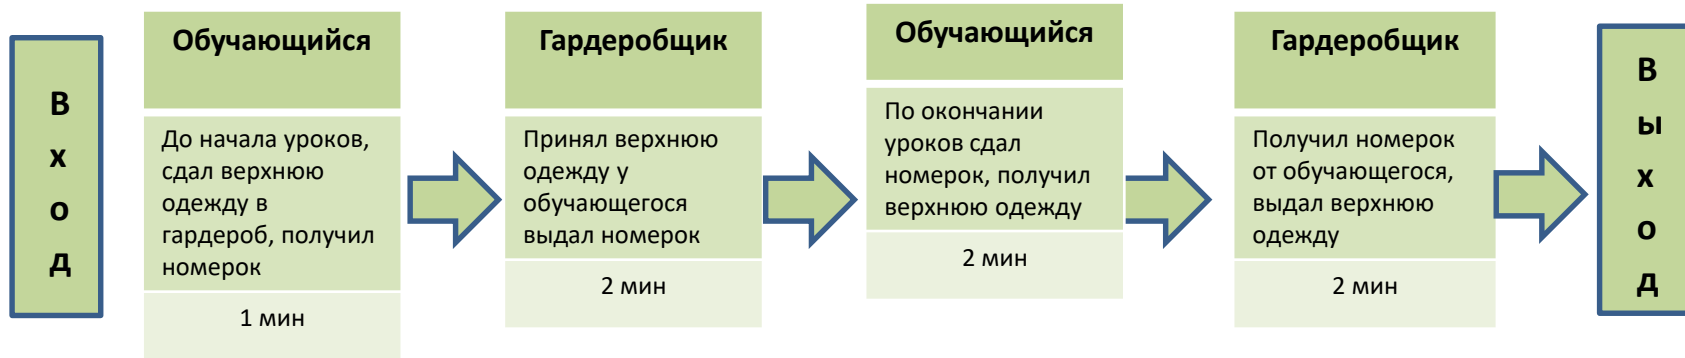 Вход
Обучающийся
До начала уроков,
сдал верхнюю
одежду в
гардероб, получил
номерок
1 мин
Гардеробщик
Принял верхнюю
одежду у
обучающегося
выдал номерок
2 мин
Обучающийся
По окончании
уроков сдал
номерок, получил
верхнюю одежду
2 мин
Гардеробщик
Получил номерок
от обучающегося,
выдал верхнюю
одежду
2 мин
Выход